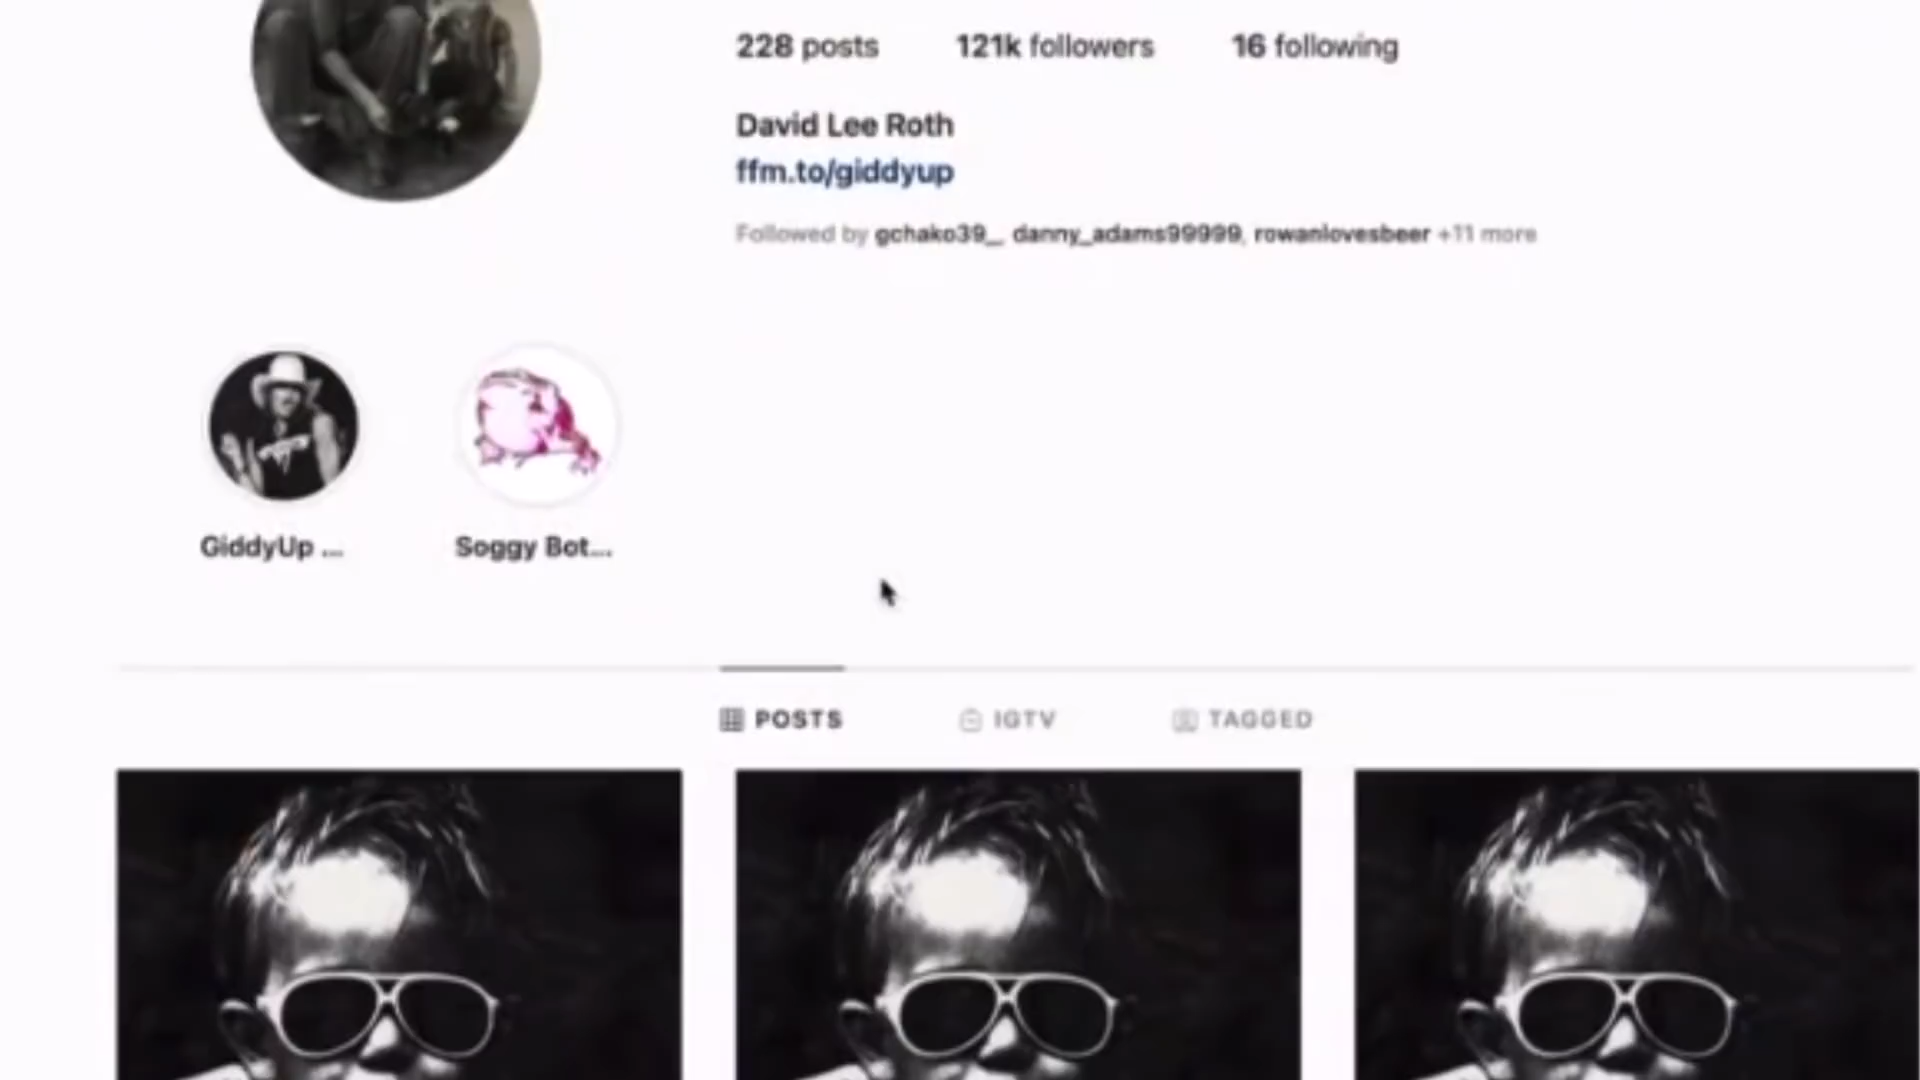 228 posts 121k followers 16 following
David Lee Roth
ffm.to/giddyup
Followed by gchako39_, danny_adams99999, rowanlovesbeer +11 more
GiddyUp ... Soggy Bot...
POSTS IGTV TAGGED